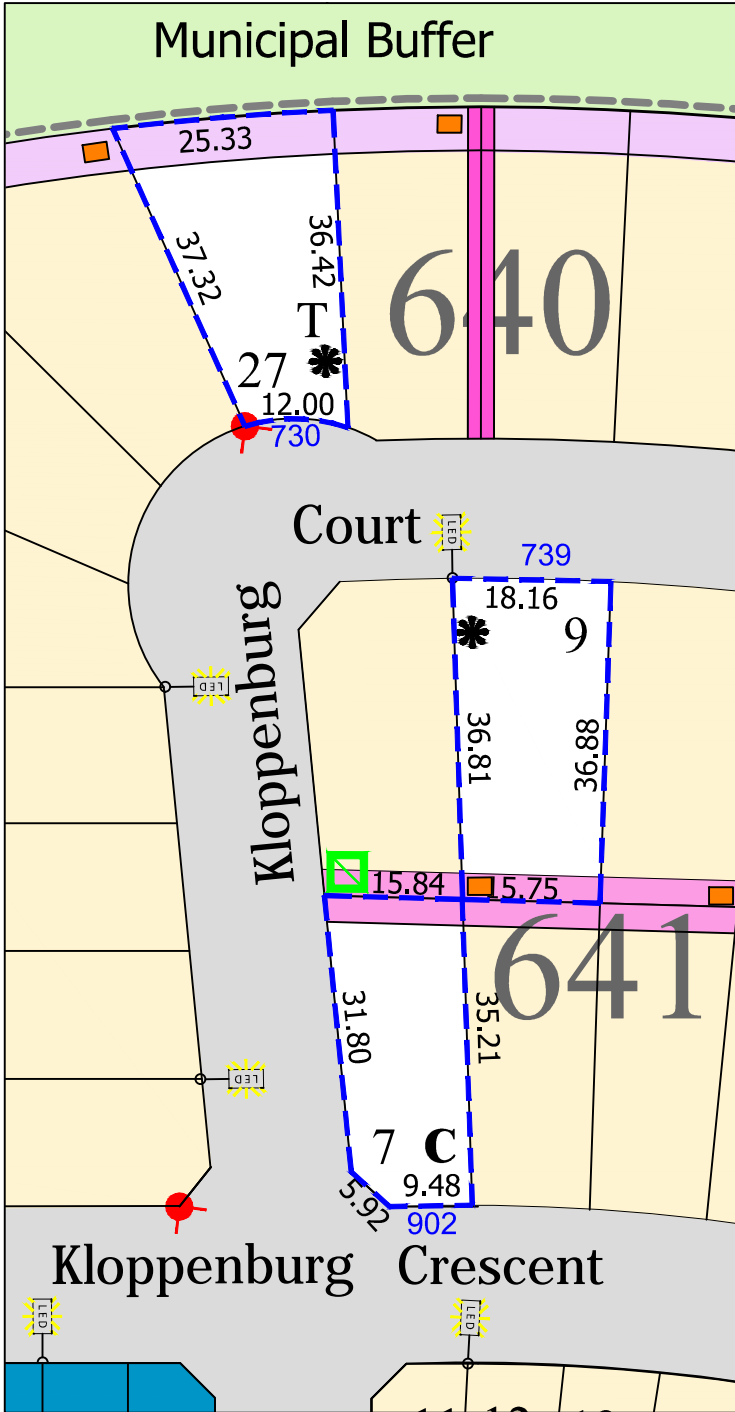 Municipal Buffer
25.33
37.32
36.42
640
T
27
12.00
730
Court
LED
739
18.16
9
Kloppenburg
LED
36.81
36.88
15.84
15.75
641
31.80
35.21
LED
7
C
9.48
5.92
902
Kloppenburg Crescent
LED
LED